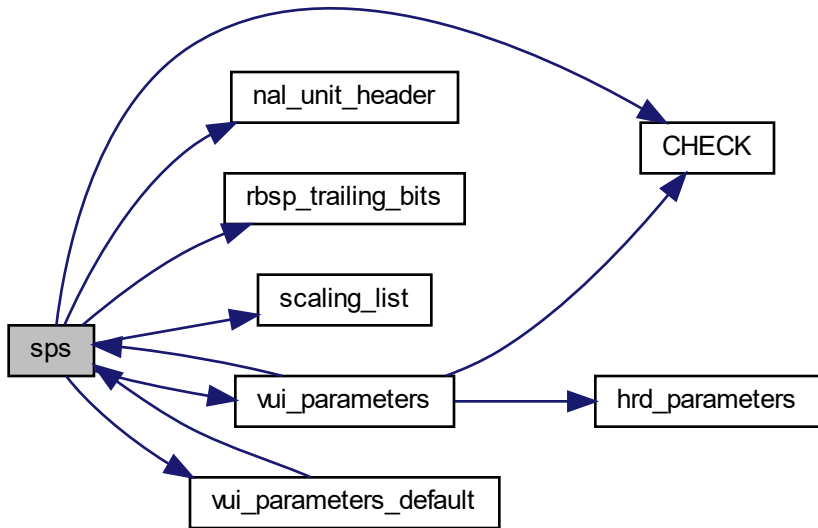 nal_unit_header
CHECK
rbsp_trailing_bits
scaling_list
sps
vui_parameters
hrd_parameters
vui_parameters_default